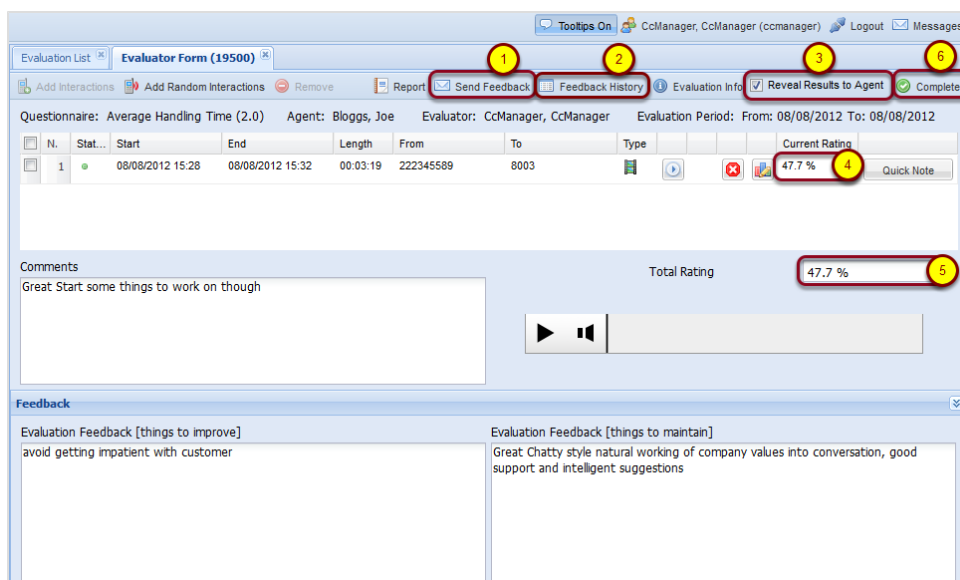 Tooltips On CcManager, CcManager (ccmanager) Logout Messages
Evaluation List Evaluator Form (19500)
1 2 3 6
Add Interactions Add Random Interactions Remove Report Send Feedback Feedback History Evaluation Info Reveal Results to Agent Complete
Questionnaire: Average Handling Time (2.0) Agent: Bloggs, Joe Evaluator: CcManager, CcManager Evaluation Period: From: 08/08/2012 To: 08/08/2012
N. Stat... Start End Length From To Type Current Rating
1 08/08/2012 15:28 08/08/2012 15:32 00:03:19 222345589 8003 47.7 % 4 Quick Note
Comments
Total Rating 47.7 % 5
Great Start some things to work on though
Feedback
Evaluation Feedback [things to improve]
avoid getting impatient with customer
Evaluation Feedback [things to maintain]
Great Chatty style natural working of company values into conversation, good
support and intelligent suggestions